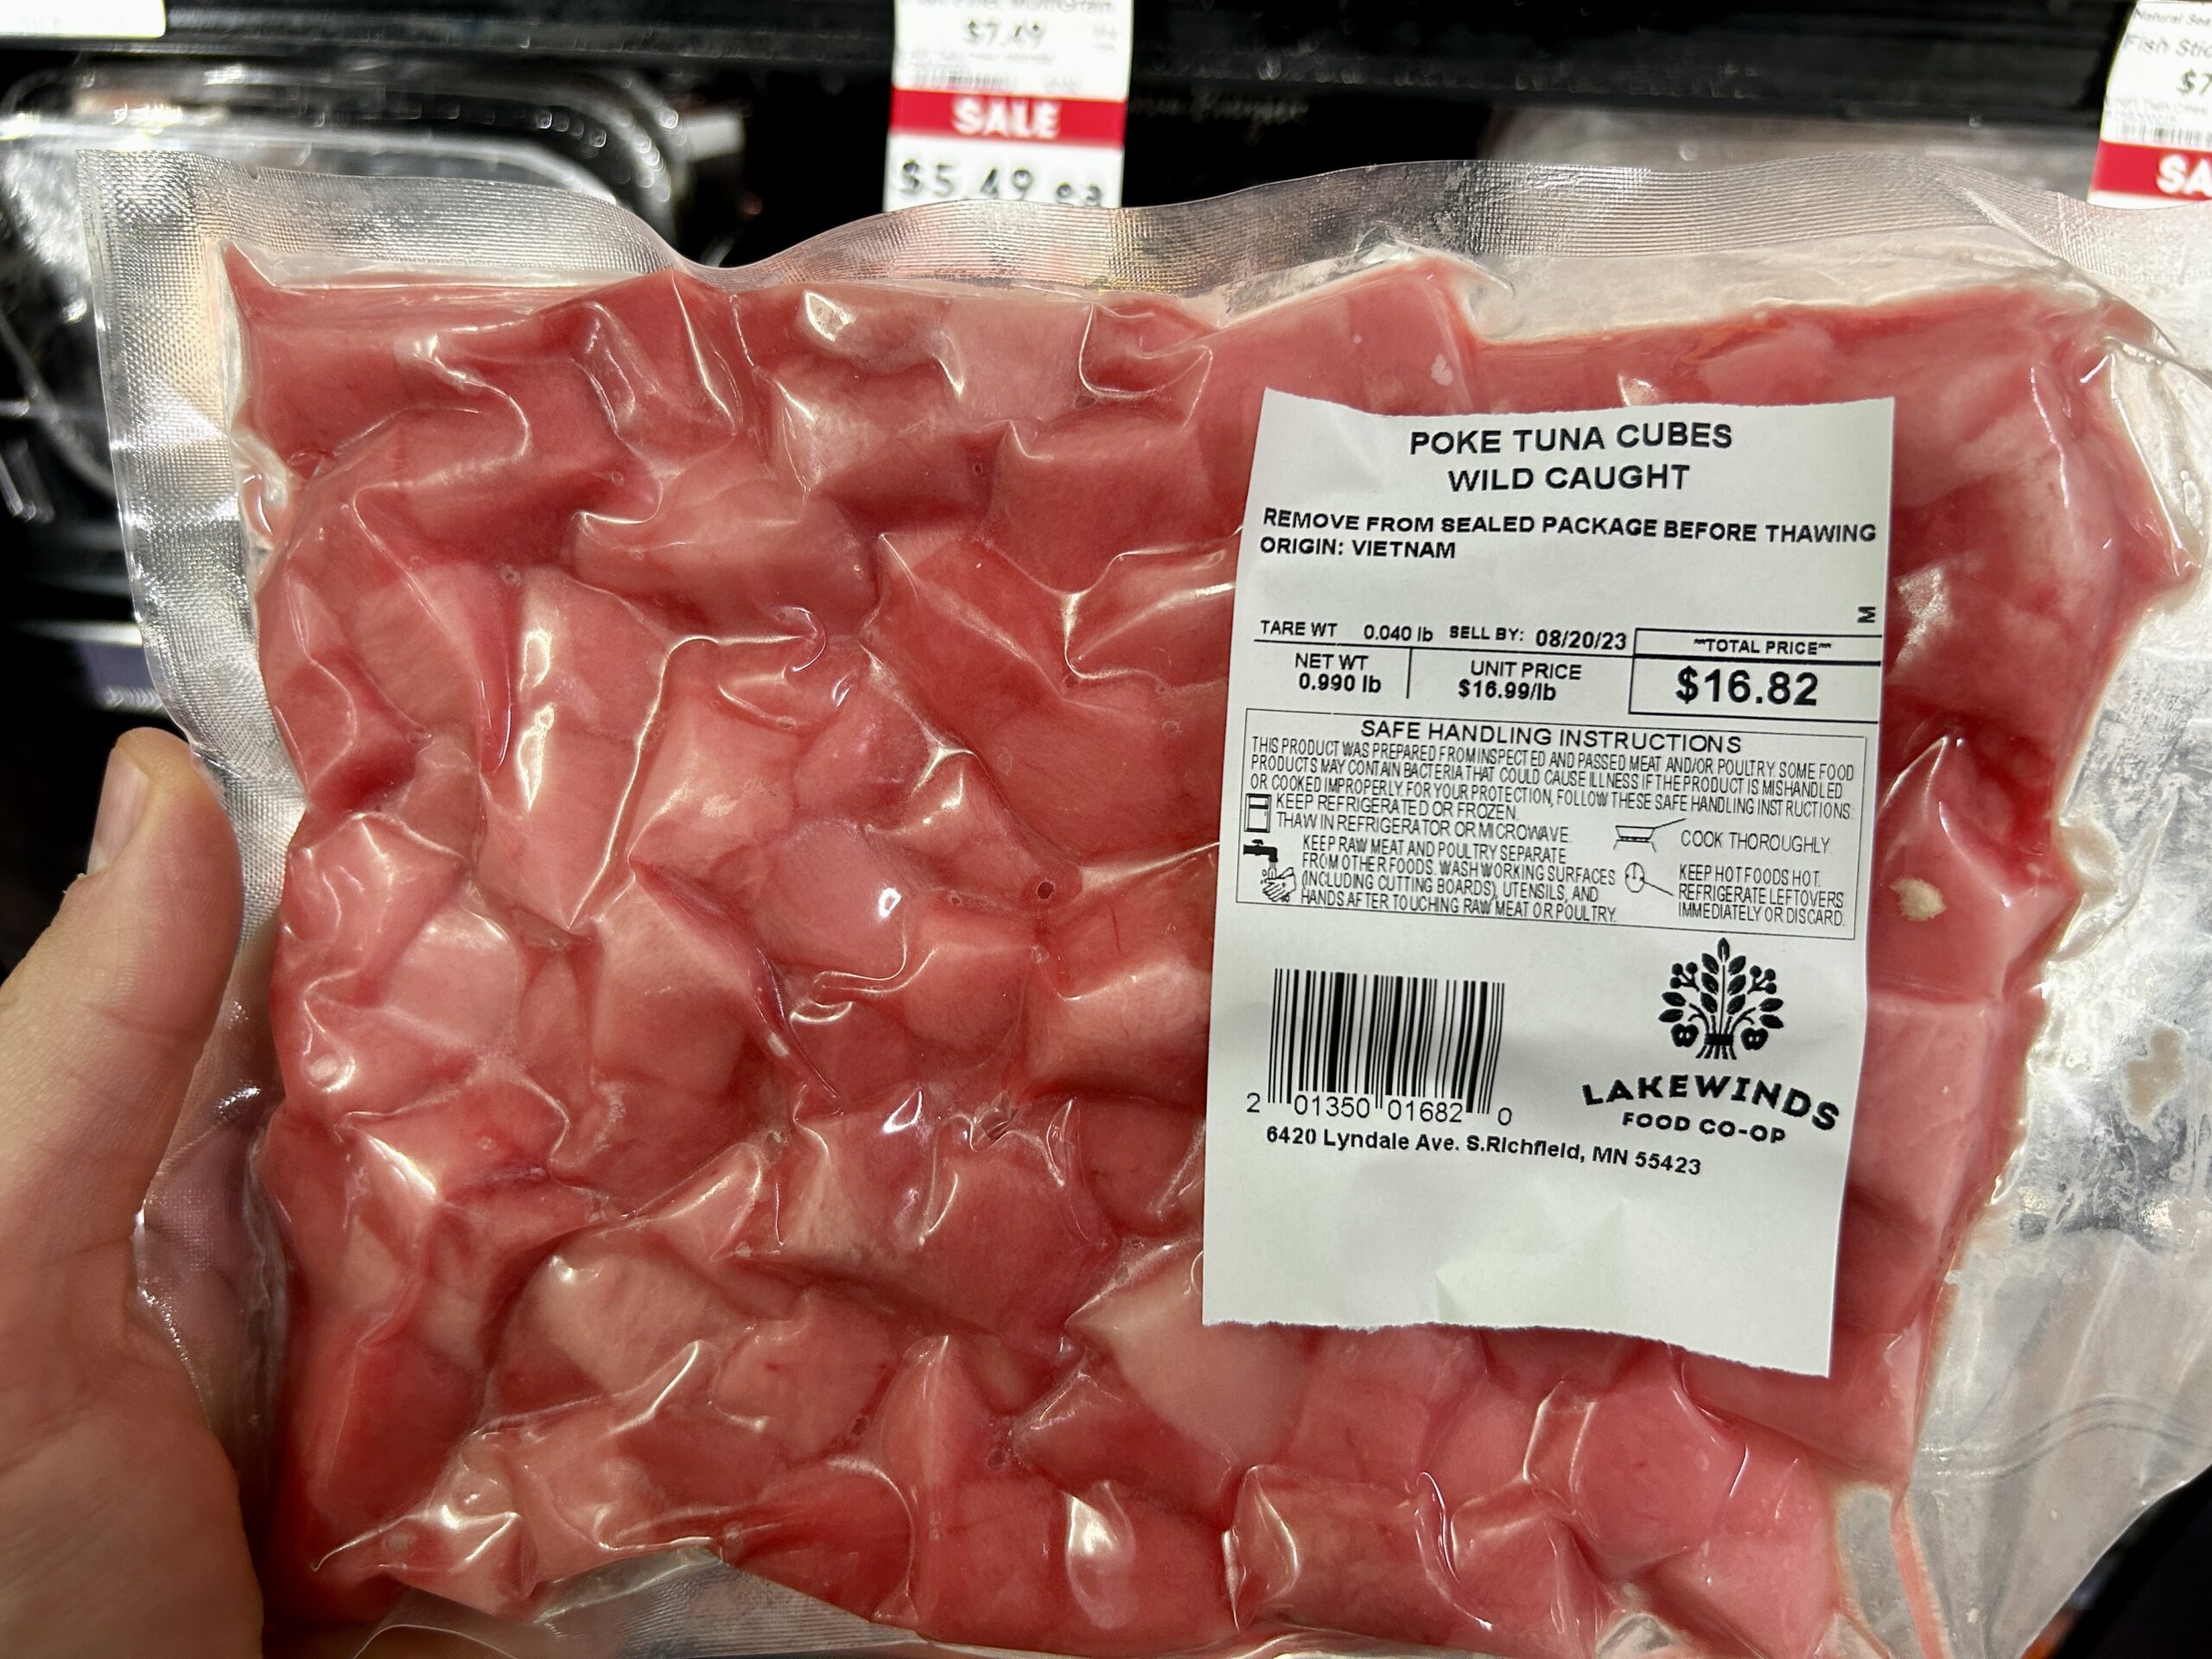 $7.49
SALE
$5.49 ea
Fish
$7
SA
POKE TUNA CUBES
WILD CAUGHT
REMOVE FROM SEALED PACKAGE BEFORE THAWING
ORIGIN: VIETNAM
M
TARE WT 0.040 lb SELL BY: 08/20/23
**TOTAL PRICE**
NET WT
0.990 lb
UNIT PRICE
$16.99/lb
$16.82
SAFE HANDLING INSTRUCTIONS
THIS PRODUCT WAS PREPARED FROM INSPECTED AND PASSED MEAT AND/OR POULTRY. SOME FOOD
PRODUCTS MAY CONTAIN BACTERIA THAT COULD CAUSE ILLNESS IF THE PRODUCT IS MISHANDLED
OR COOKED IMPROPERLY. FOR YOUR PROTECTION, FOLLOW THESE SAFE HANDLING INSTRUCTIONS:
KEEP REFRIGERATED OR FROZEN.
THAW IN REFRIGERATOR OR MICROWAVE.
KEEP RAW MEAT AND POULTRY SEPARATE
FROM OTHER FOODS. WASH WORKING SURFACES
(INCLUDING CUTTING BOARDS), UTENSILS, AND
HANDS AFTER TOUCHING RAW MEAT OR POULTRY.
COOK THOROUGHLY.
KEEP HOT FOODS HOT.
REFRIGERATE LEFTOVERS
IMMEDIATELY OR DISCARD.
2 01350 01682 0
LAKEWINDS
FOOD CO-OP
6420 Lyndale Ave. S.Richfield, MN 55423